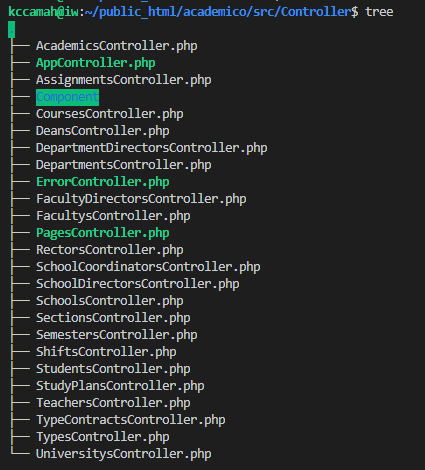 kccamah@iw:~/public_html/academico/src/Controller$ tree
.
├── AcademicsController.php
├── AppController.php
├── AssignmentsController.php
├── Component
├── CoursesController.php
├── DeansController.php
├── DepartmentDirectorsController.php
├── DepartmentsController.php
├── ErrorController.php
├── FacultyDirectorsController.php
├── FacultysController.php
├── PagesController.php
├── RectorsController.php
├── SchoolCoordinatorsController.php
├── SchoolDirectorsController.php
├── SchoolsController.php
├── SectionsController.php
├── SemestersController.php
├── ShiftsController.php
├── StudentsController.php
├── StudyPlansController.php
├── TeachersController.php
├── TypeContractsController.php
├── TypesController.php
└── UniversitysController.php